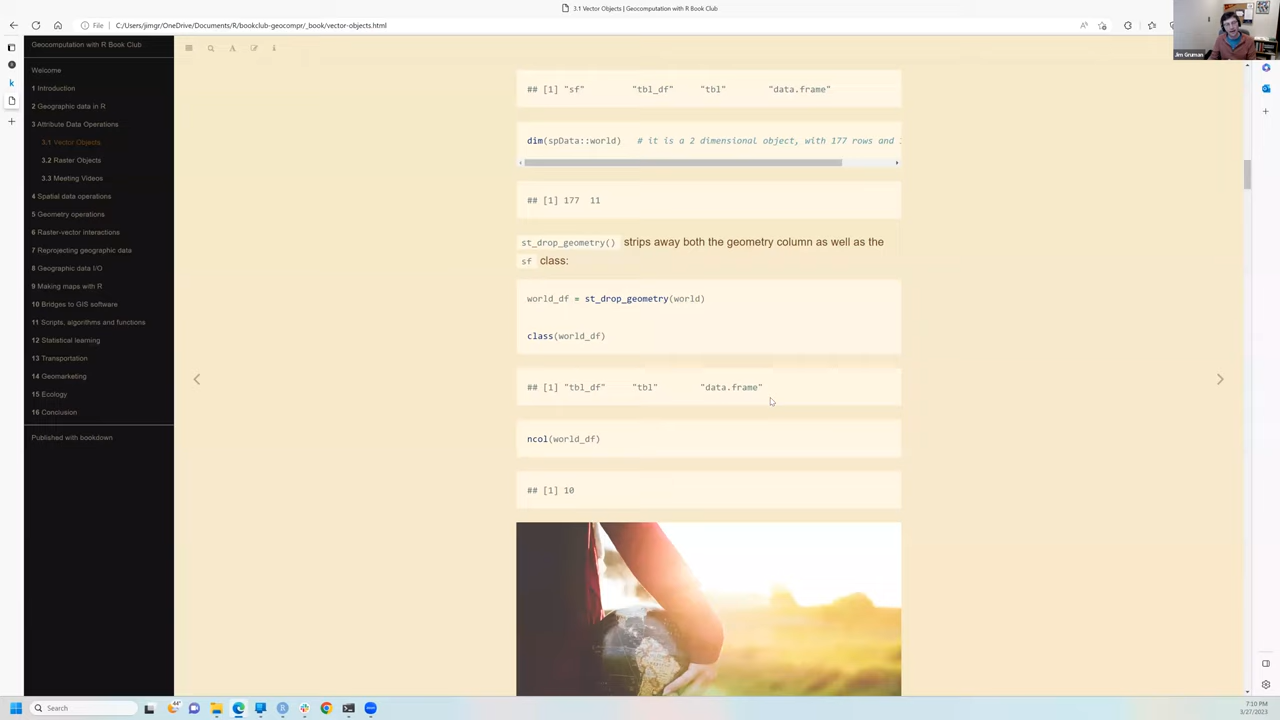 3.1 Vector Objects | Geocomputation with R Book Club
File
C:/Users/jimgr/OneDrive/Documents/R/bookclub-geocompr/_book/vector-objects.html
Jim Gruman
Geocomputation with R Book Club
Welcome
1 Introduction
2 Geographic data in R
3 Attribute Data Operations
3.1 Vector Objects
3.2 Raster Objects
3.3 Meeting Videos
4 Spatial data operations
5 Geometry operations
6 Raster-vector interactions
7 Reprojecting geographic data
8 Geographic data I/O
9 Making maps with R
10 Bridges to GIS software
11 Scripts, algorithms and functions
12 Statistical learning
13 Transportation
14 Geomarketing
15 Ecology
16 Conclusion
Published with bookdown
## [1] "sf" "tbl_df" "tbl" "data.frame"
dim(spData::world) # it is a 2 dimensional object, with 177 rows and
## [1] 177 11
st_drop_geometry() strips away both the geometry column as well as the
sf class:
world_df = st_drop_geometry(world)
class(world_df)
## [1] "tbl_df" "tbl" "data.frame"
ncol(world_df)
## [1] 10
44°
Search
7:10 PM
3/27/2023